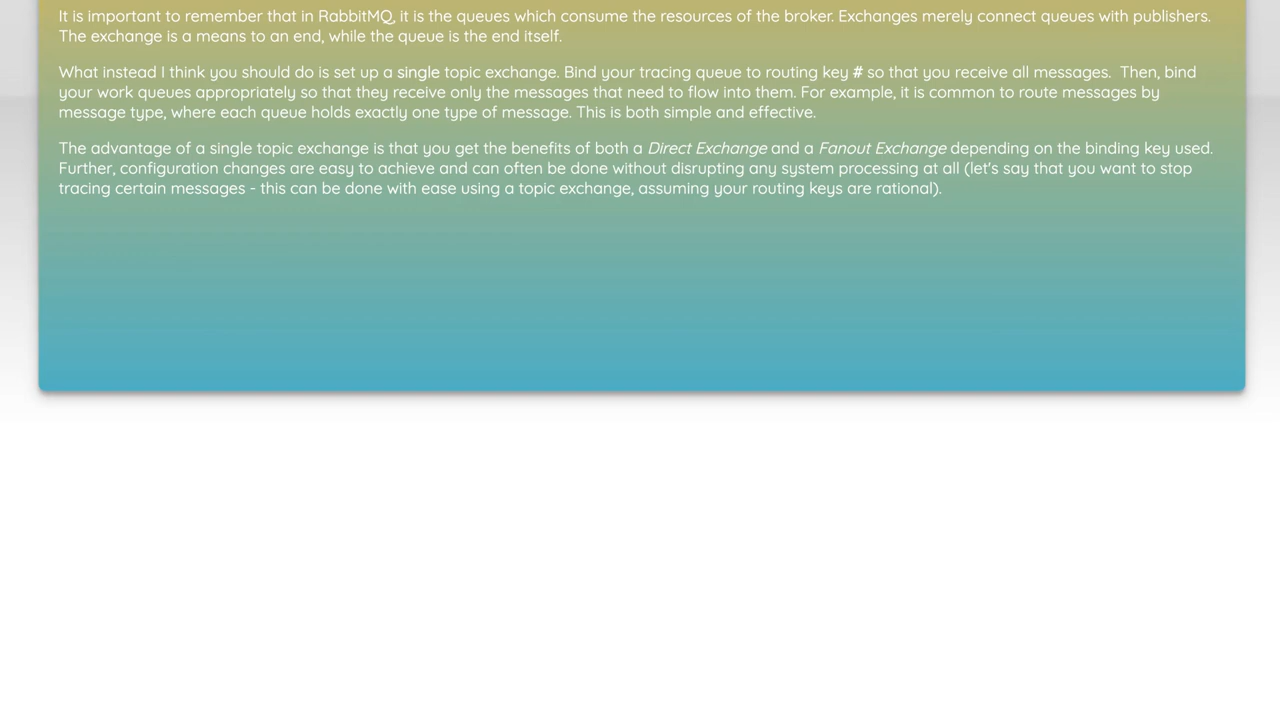 It is important to remember that in RabbitMQ, it is the queues which consume the resources of the broker. Exchanges merely connect queues with publishers.
The exchange is a means to an end, while the queue is the end itself.
What instead I think you should do is set up a single topic exchange. Bind your tracing queue to routing key # so that you receive all messages. Then, bind
your work queues appropriately so that they receive only the messages that need to flow into them. For example, it is common to route messages by
message type, where each queue holds exactly one type of message. This is both simple and effective.
The advantage of a single topic exchange is that you get the benefits of both a Direct Exchange and a Fanout Exchange depending on the binding key used.
Further, configuration changes are easy to achieve and can often be done without disrupting any system processing at all (let's say that you want to stop
tracing certain messages - this can be done with ease using a topic exchange, assuming your routing keys are rational).